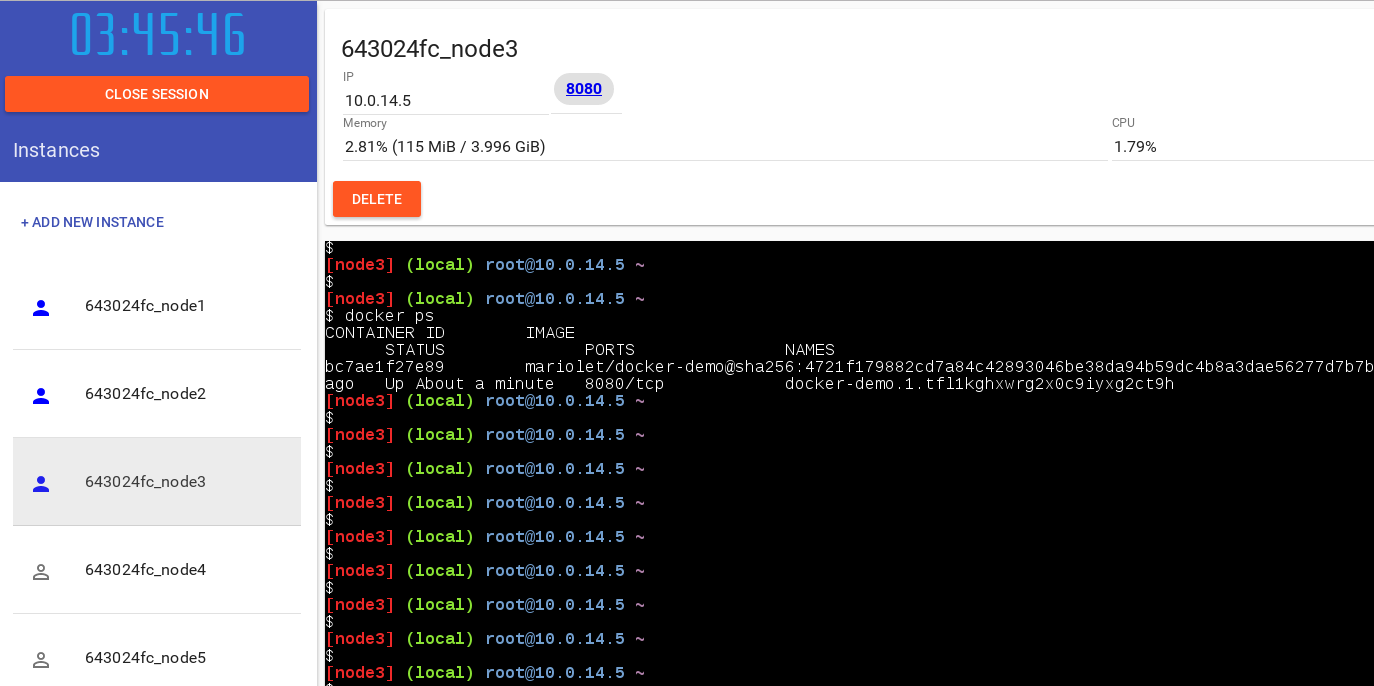 03:45:46
CLOSE SESSION
Instances
+ ADD NEW INSTANCE
643024fc_node1
643024fc_node2
643024fc_node3
643024fc_node4
643024fc_node5
643024fc_node3
IP
10.0.14.5
8080
Memory
2.81% (115 MiB / 3.996 GiB)
CPU
1.79%
DELETE
$
[node3] (local) root@10.0.14.5 ~
$
[node3] (local) root@10.0.14.5 ~
$ docker ps
CONTAINER ID        IMAGE
      STATUS              PORTS               NAMES
bc7ae1f27e89        mariolet/docker-demo@sha256:4721f179882cd7a84c42893046be38da94b59dc4b8a3dae56277d7b7b
ago   Up About a minute   8080/tcp            docker-demo.1.tfl1kghxwrg2x0c9iyxg2ct9h
[node3] (local) root@10.0.14.5 ~
$
[node3] (local) root@10.0.14.5 ~
$
[node3] (local) root@10.0.14.5 ~
$
[node3] (local) root@10.0.14.5 ~
$
[node3] (local) root@10.0.14.5 ~
$
[node3] (local) root@10.0.14.5 ~
$
[node3] (local) root@10.0.14.5 ~
$
[node3] (local) root@10.0.14.5 ~
$
[node3] (local) root@10.0.14.5 ~
$